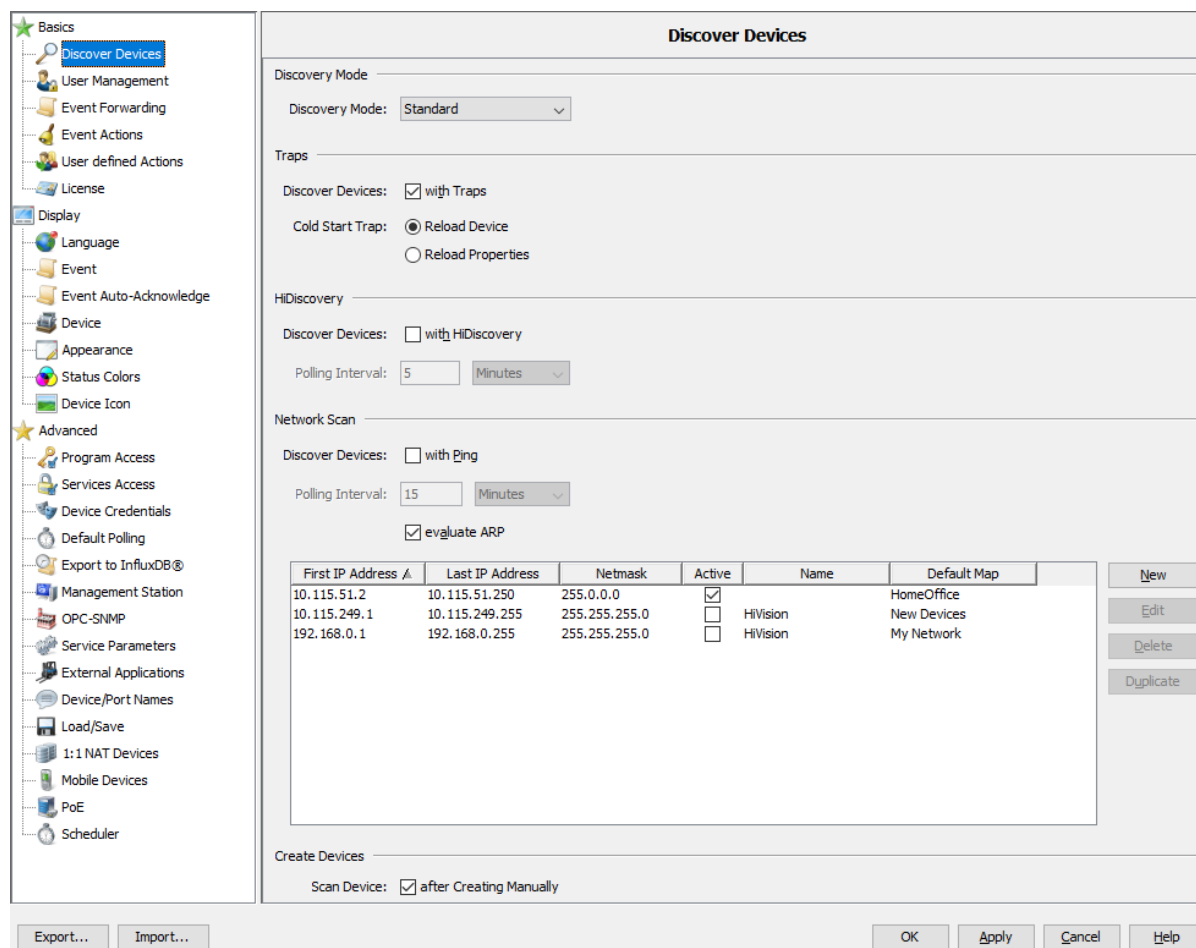 Basics
Discover Devices
User Management
Event Forwarding
Event Actions
User defined Actions
License
Display
Language
Event
Event Auto-Acknowledge
Device
Appearance
Status Colors
Device Icon
Advanced
Program Access
Services Access
Device Credentials
Default Polling
Export to InfluxDB®
Management Station
OPC-SNMP
Service Parameters
External Applications
Device/Port Names
Load/Save
1:1 NAT Devices
Mobile Devices
PoE
Scheduler
Discover Devices
Discovery Mode
Discovery Mode: Standard
Traps
Discover Devices: with Traps
Cold Start Trap: Reload Device
Reload Properties
HiDiscovery
Discover Devices: with HiDiscovery
Polling Interval: 5 Minutes
Network Scan
Discover Devices: with Ping
Polling Interval: 15 Minutes
evaluate ARP
First IP Address Last IP Address Netmask Active Name Default Map
10.115.51.2 10.115.51.250 255.0.0.0 HomeOffice
10.115.249.1 10.115.249.255 255.255.255.0 HiVision New Devices
192.168.0.1 192.168.0.255 255.255.255.0 HiVision My Network
New
Edit
Delete
Duplicate
Create Devices
Scan Device: after Creating Manually
Export... Import... OK Apply Cancel Help